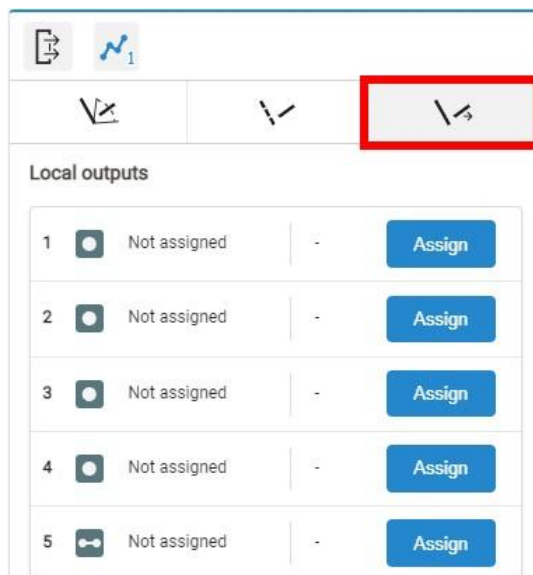 1
Local outputs
1 Not assigned - Assign
2 Not assigned - Assign
3 Not assigned - Assign
4 Not assigned - Assign
5 Not assigned - Assign